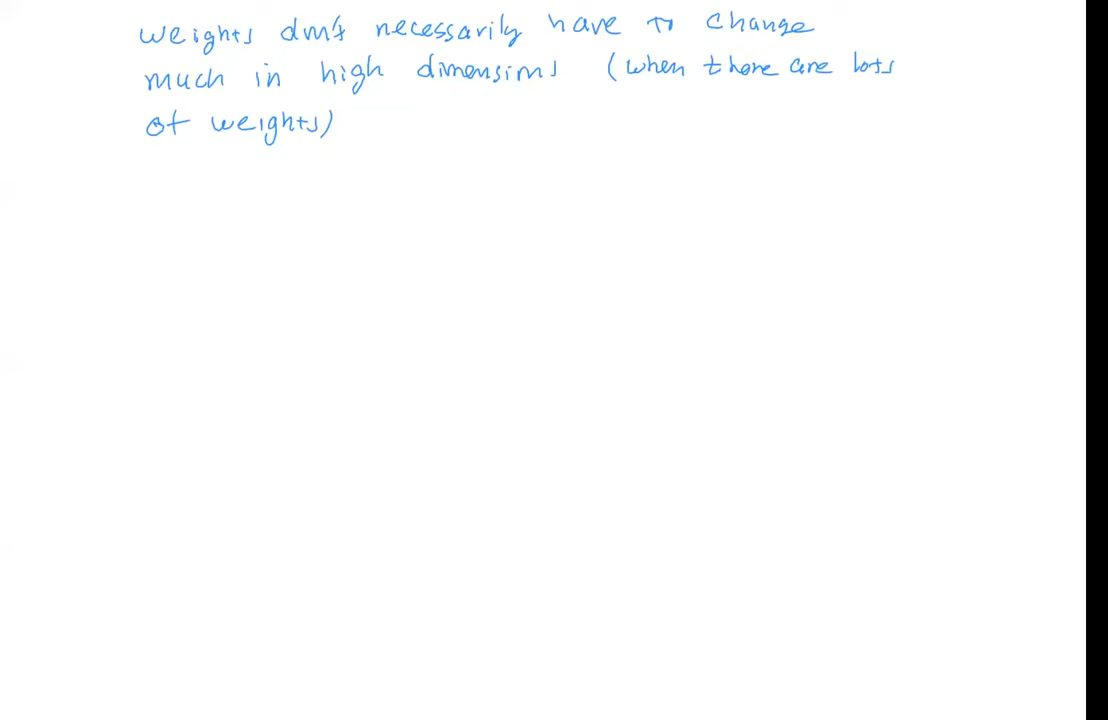 weights don't necessarily have to change
much in high dimensions (when there are lots
of weights)